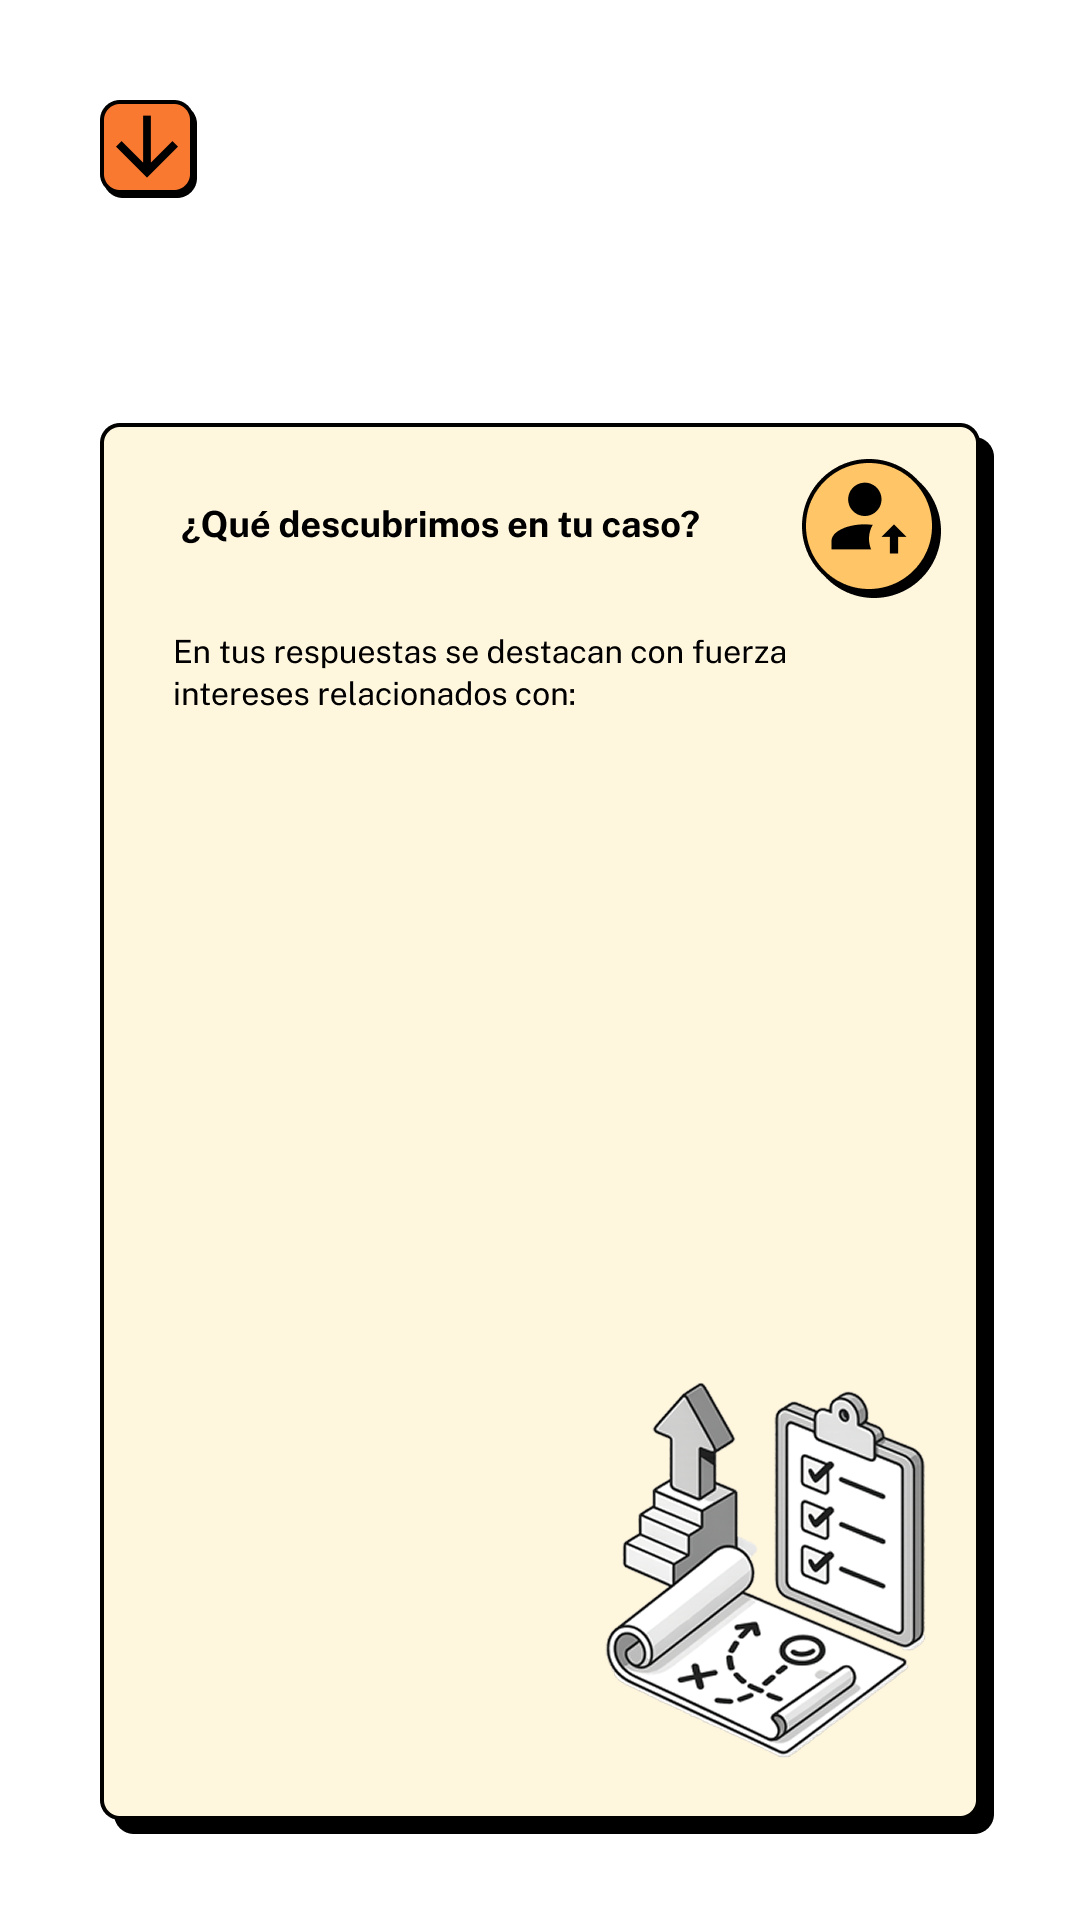 ¿Qué descubrimos en tu caso?
En tus respuestas se destacan con fuerza
intereses relacionados con: